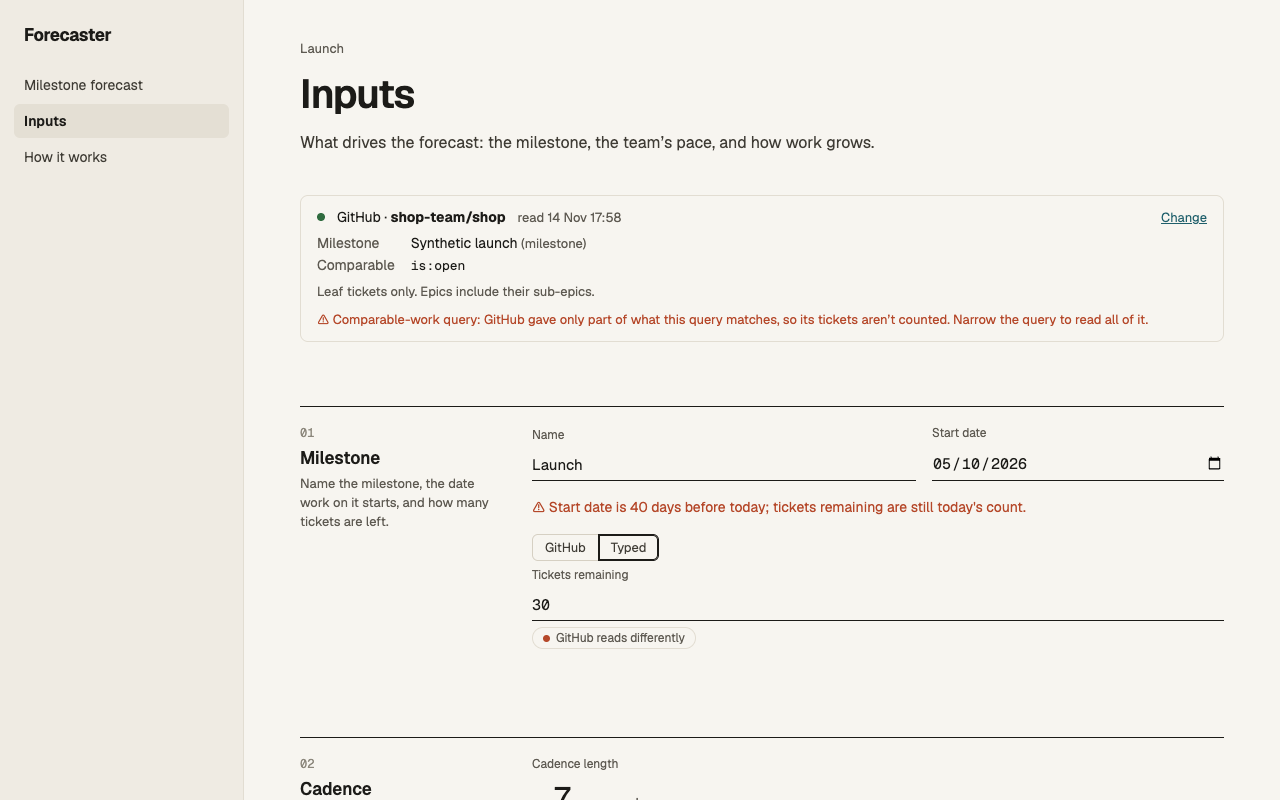 Forecaster
Milestone forecast
Inputs
How it works
Launch
Inputs
What drives the forecast: the milestone, the team’s pace, and how work grows.
GitHub · shop-team/shop read 14 Nov 17:58 Change
Milestone Synthetic launch (milestone)
Comparable is:open
Leaf tickets only. Epics include their sub-epics.
Comparable-work query: GitHub gave only part of what this query matches, so its tickets aren’t counted. Narrow the query to read all of it.
01
Milestone
Name the milestone, the date
work on it starts, and how many
tickets are left.
Name
Launch
Start date
05/10/2026
Start date is 40 days before today; tickets remaining are still today's count.
GitHub Typed
Tickets remaining
30
GitHub reads differently
02
Cadence
Cadence length
7